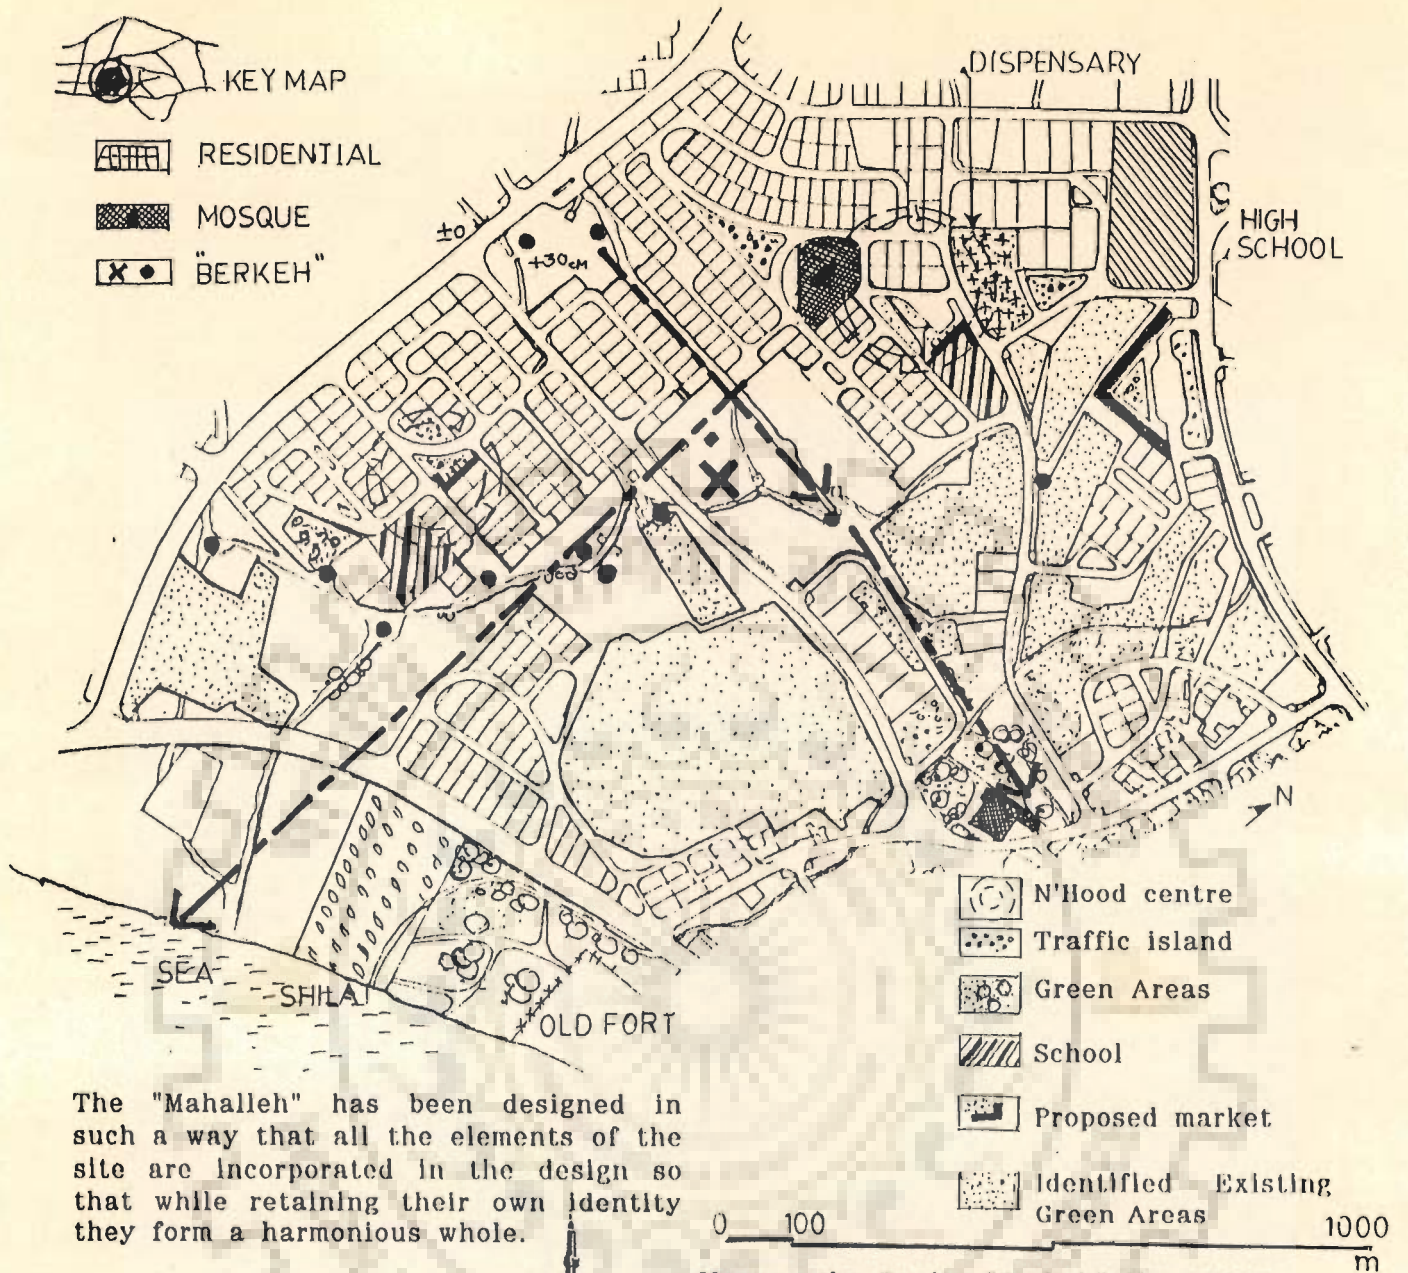 DISPENSARY
KEY MAP
RESIDENTIAL
MOSQUE
"BERKEH"
±0
+30cM
HIGH
SCHOOL
N
N'Hood centre
Traffic island
Green Areas
School
Proposed market
Identified Existing
Green Areas
SEA
SHILAT
OLD FORT
The "Mahalleh" has been designed in
such a way that all the elements of the
site are incorporated in the design so
that while retaining their own identity
they form a harmonious whole.
0 100 1000
m